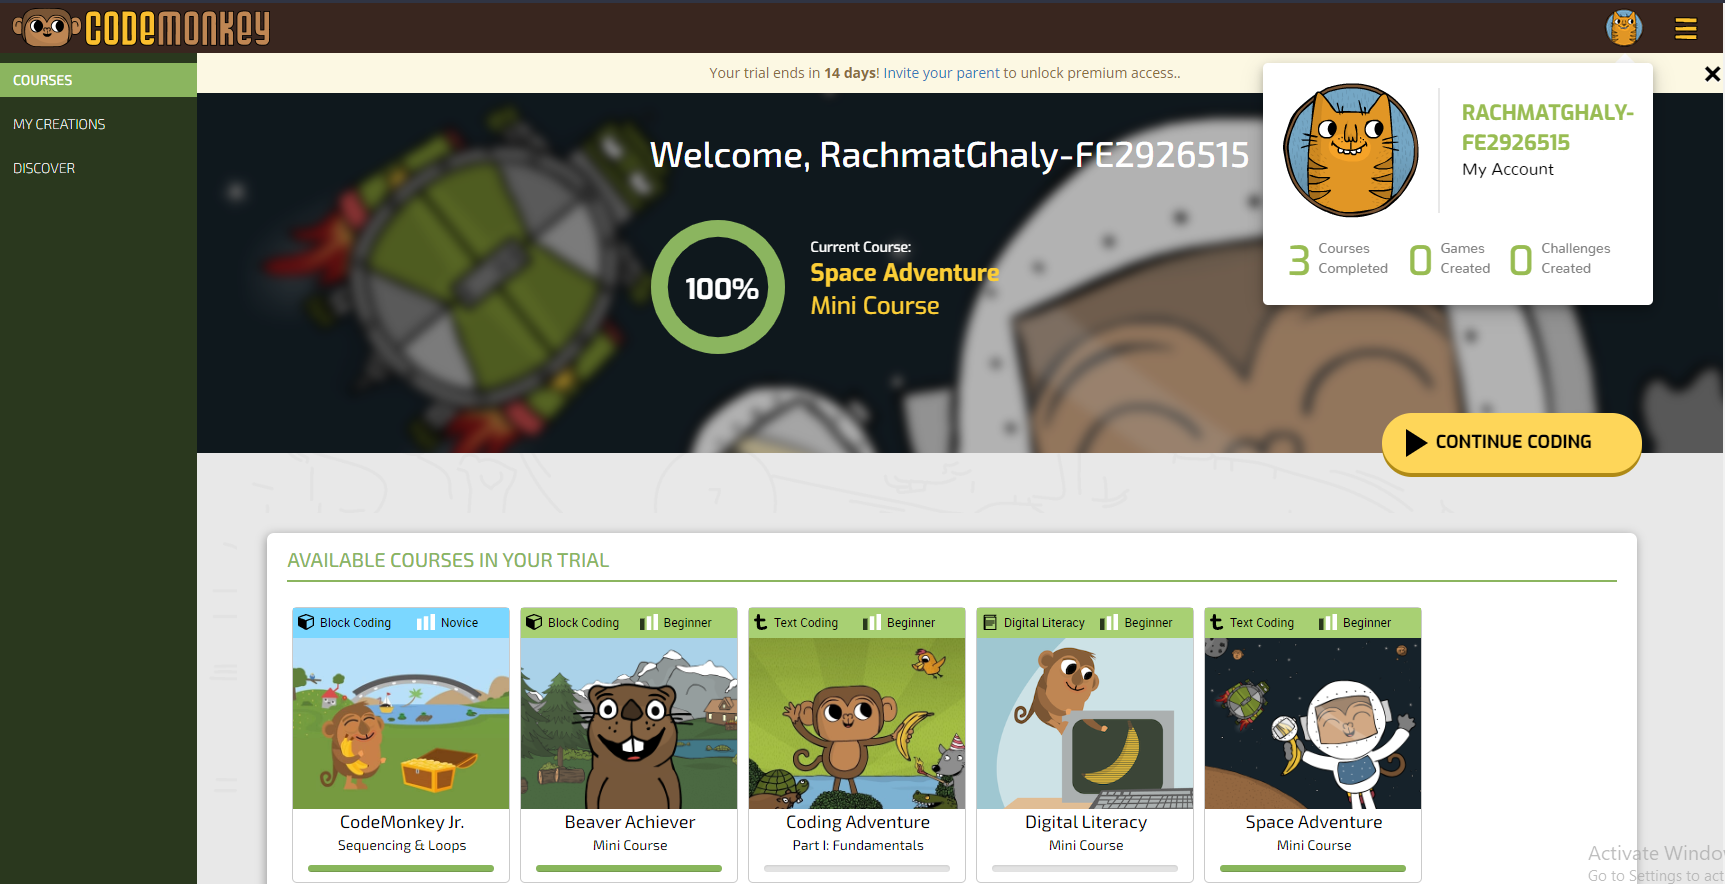 CODEMONKEY
COURSES
MY CREATIONS
DISCOVER
Your trial ends in 14 days! Invite your parent to unlock premium access..
Welcome, RachmatGhaly-FE2926515
100%
Current Course:
Space Adventure
Mini Course
RACHMATGHALY-
FE2926515
My Account
3 Courses Completed
0 Games Created
0 Challenges Created
CONTINUE CODING
AVAILABLE COURSES IN YOUR TRIAL
Block Coding Novice
CodeMonkey Jr.
Sequencing & Loops
Block Coding Beginner
Beaver Achiever
Mini Course
Text Coding Beginner
Coding Adventure
Part I: Fundamentals
Digital Literacy Beginner
Digital Literacy
Mini Course
Text Coding Beginner
Space Adventure
Mini Course
Activate Windo
Go to Settings to act